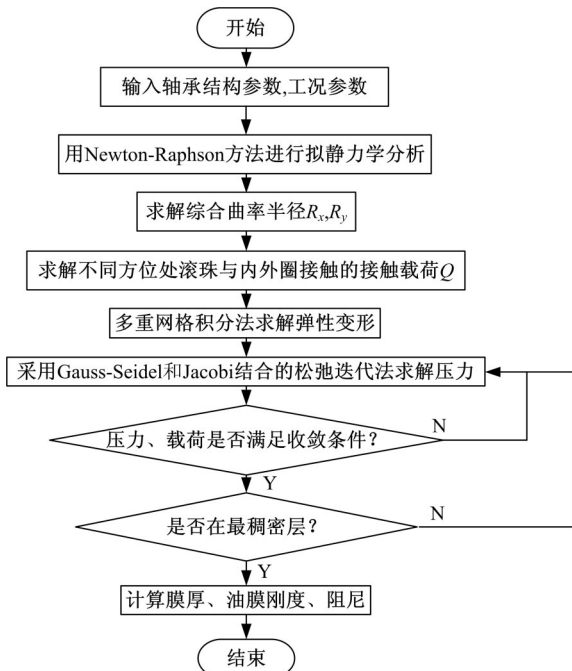 开始
输入轴承结构参数,工况参数
用Newton-Raphson方法进行拟静力学分析
求解综合曲率半径Rx,Ry
求解不同方位处滚珠与内外圈接触的接触载荷Q
多重网格积分法求解弹性变形
采用Gauss-Seidel和Jacobi结合的松弛迭代法求解压力
压力、载荷是否满足收敛条件?
N
Y
是否在最稠密层?
N
Y
计算膜厚、油膜刚度、阻尼
结束